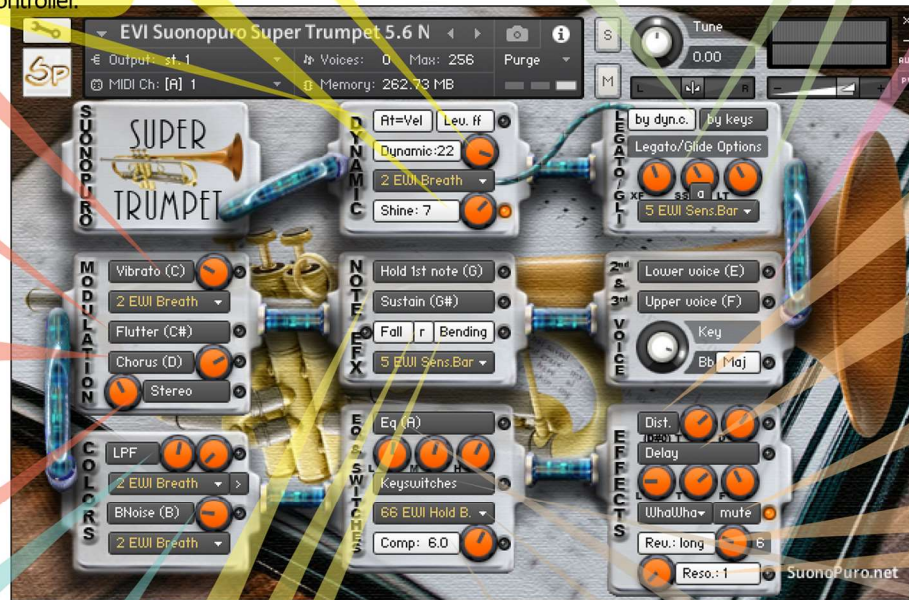 ontroller.
EVI Suonopuro Super Trumpet 5.6 N
Output: st. 1
Voices: 0 Max: 256
Purge
MIDI Ch: [A] 1
Memory: 262.73 MB
S
M
Tune
0.00
L R
- +
Sp
SUONOPURO
SUPER
TRUMPET
DYNAMIC
At=Vel Lev. ff
Dynamic:22
2 EWI Breath
Shine: 7
LEGATO/GLI
by dyn.c. by keys
Legato/Glide Options
XF SS a LT
5 EWI Sens.Bar
MODULATION
Vibrato (C)
2 EWI Breath
Flutter (C#)
Chorus (D)
Stereo
NOTE EFX
Hold 1st note (G)
Sustain (G#)
Fall r Bending
5 EWI Sens.Bar
2nd & 3rd VOICE
Lower voice (E)
Upper voice (F)
Key
Bb Maj
COLORS
LPF
2 EWI Breath >
BNoise (B)
2 EWI Breath
EQ & SWITCHES
Eq (A)
L M H
Keyswitches
66 EWI Hold B.
Comp: 6.0
EFFECTS
Dist.
Delay
L T F
WhaWha mute
Rev.: long 6
Reso.: 1
SuonoPuro.net